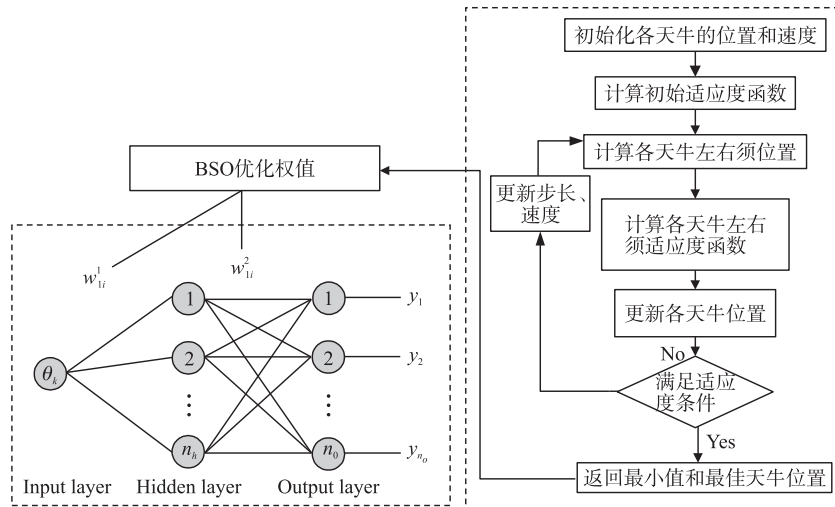 初始化各天牛的位置和速度
计算初始适应度函数
计算各天牛左右须位置
更新步长、
速度
计算各天牛左右
须适应度函数
更新各天牛位置
No
满足适应
度条件
Yes
返回最小值和最佳天牛位置
BSO优化权值
w^1_{1i}
w^2_{1i}
θ_k
1
2
⋮
n_h
1
2
⋮
n_0
y_1
y_2
⋮
y_{n_o}
Input layer
Hidden layer
Output layer